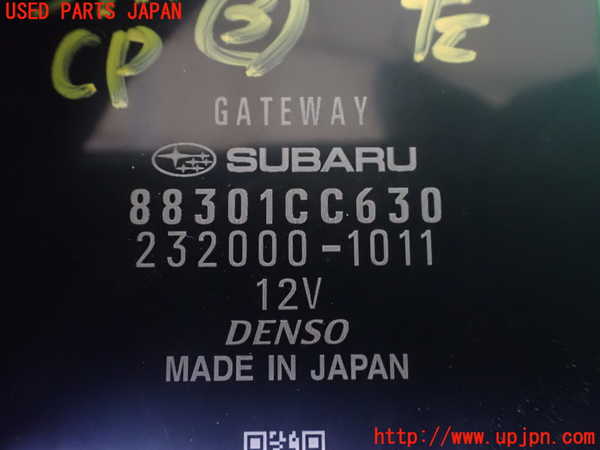 USED PARTS JAPAN
CP ③
GATEWAY
SUBARU
88301CC630
232000-1011
12V
DENSO
MADE IN JAPAN
http://www.upjpn.com/